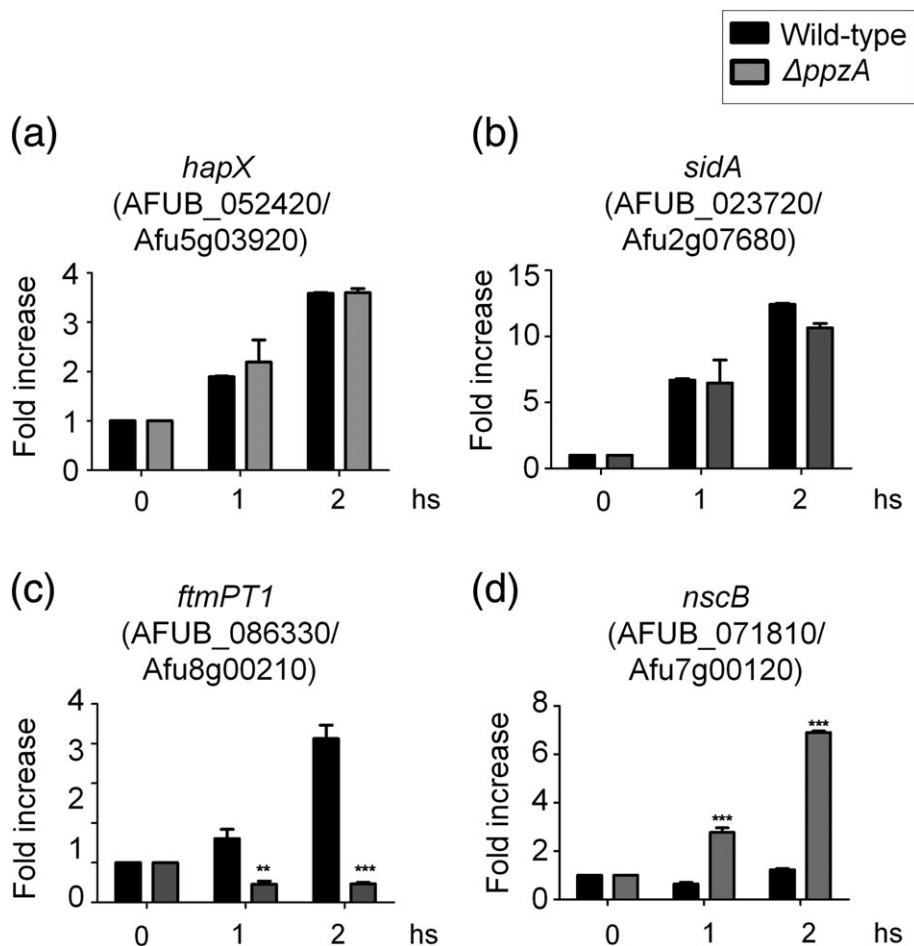 Wild-type
ΔppzA
(a)
hapX
(AFUB_052420/
Afu5g03920)
Fold increase
4
3
2
1
0
0 1 2 hs
(b)
sidA
(AFUB_023720/
Afu2g07680)
Fold increase
15
10
5
0
0 1 2 hs
(c)
ftmPT1
(AFUB_086330/
Afu8g00210)
Fold increase
4
3
2
1
0
**
***
0 1 2 hs
(d)
nscB
(AFUB_071810/
Afu7g00120)
Fold increase
8
6
4
2
0
***
***
0 1 2 hs